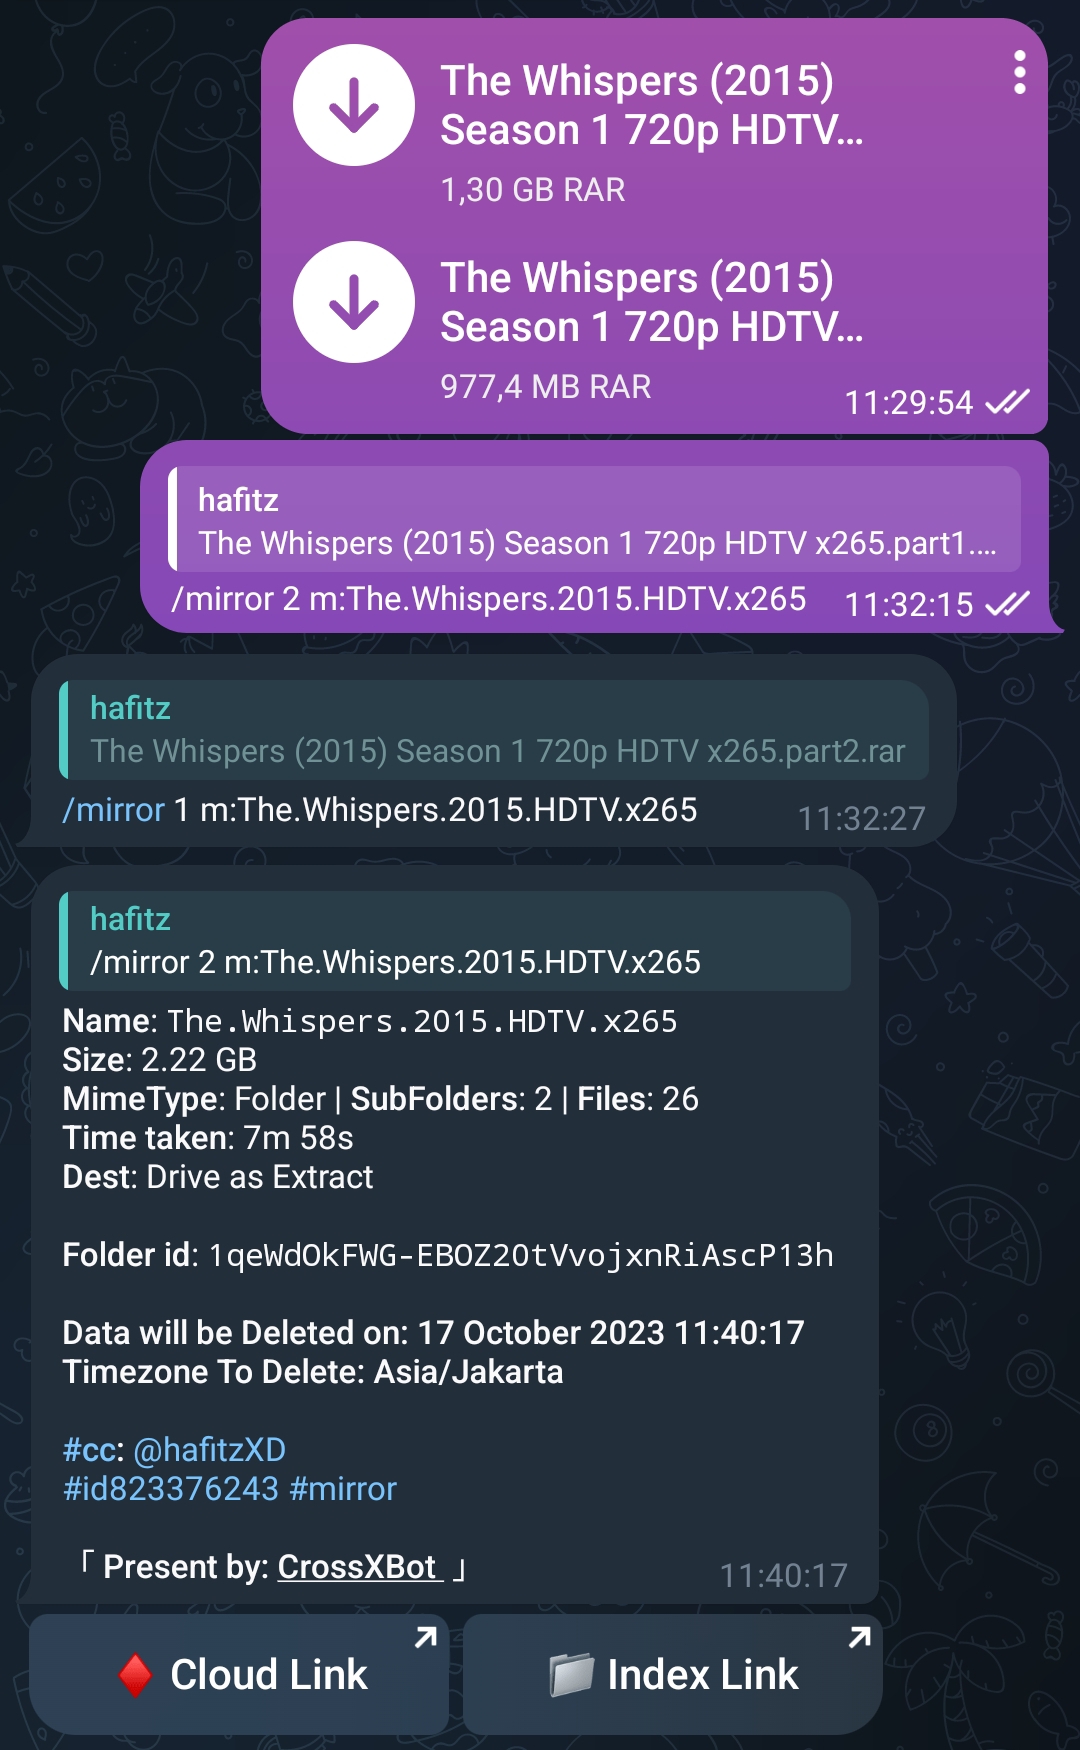 The Whispers (2015)
Season 1 720p HDTV...
1,30 GB RAR
The Whispers (2015)
Season 1 720p HDTV...
977,4 MB RAR
11:29:54
hafitz
The Whispers (2015) Season 1 720p HDTV x265.part1....
/mirror 2 m:The.Whispers.2015.HDTV.x265 11:32:15
hafitz
The Whispers (2015) Season 1 720p HDTV x265.part2.rar
/mirror 1 m:The.Whispers.2015.HDTV.x265
11:32:27
hafitz
/mirror 2 m:The.Whispers.2015.HDTV.x265
Name: The.Whispers.2015.HDTV.x265
Size: 2.22 GB
MimeType: Folder | SubFolders: 2 | Files: 26
Time taken: 7m 58s
Dest: Drive as Extract
Folder id: 1qeWdOkFWG-EBOZ2OtVvojxnRiAscP13h
Data will be Deleted on: 17 October 2023 11:40:17
Timezone To Delete: Asia/Jakarta
#cc: @hafitzXD
#id823376243 #mirror
「 Present by: CrossXBot 」
11:40:17
Cloud Link
Index Link